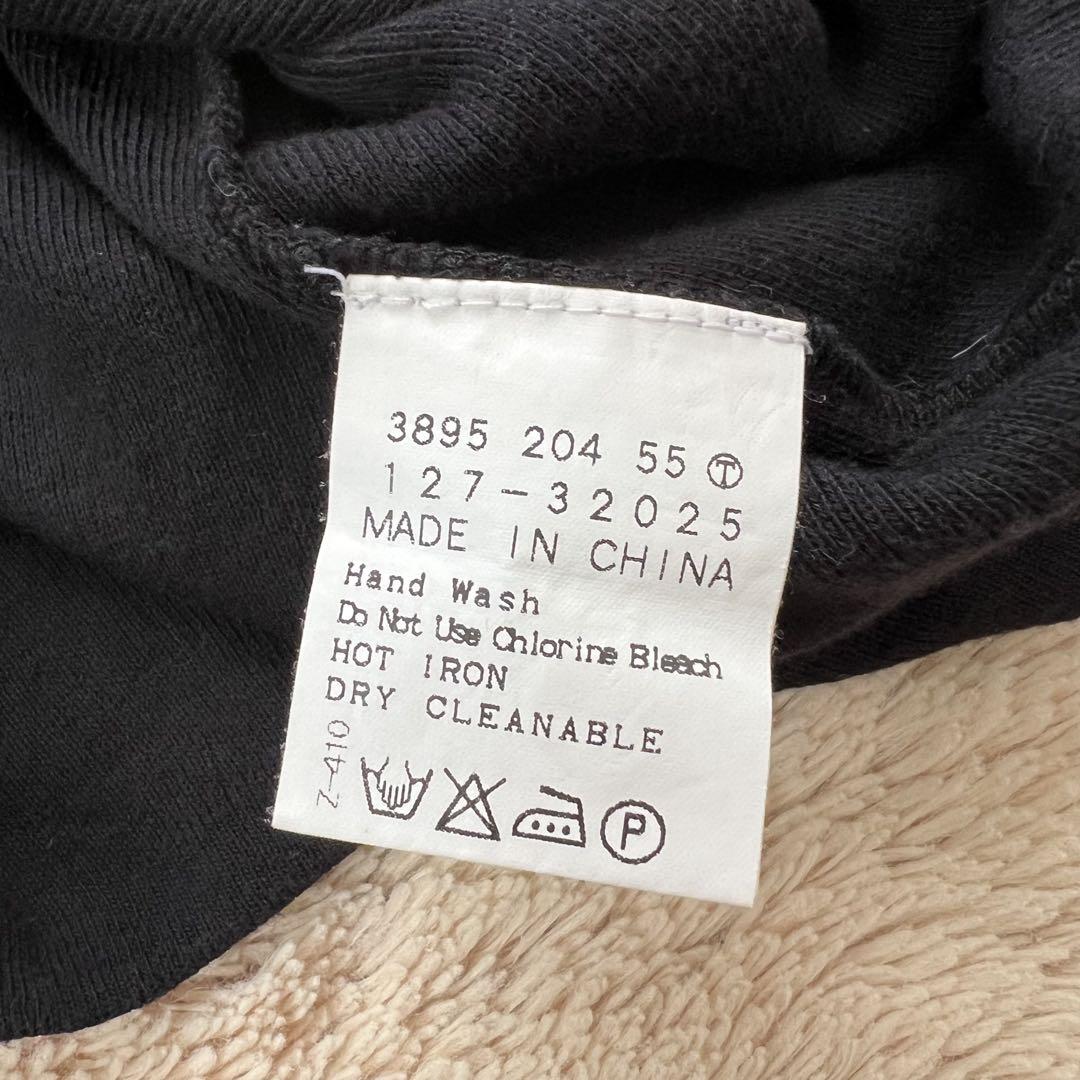 3895 204 55 Ⓣ
127-32025
MADE IN CHINA
Hand Wash
Do Not Use Chlorine Bleach
HOT IRON
DRY CLEANABLE
Z-410
P